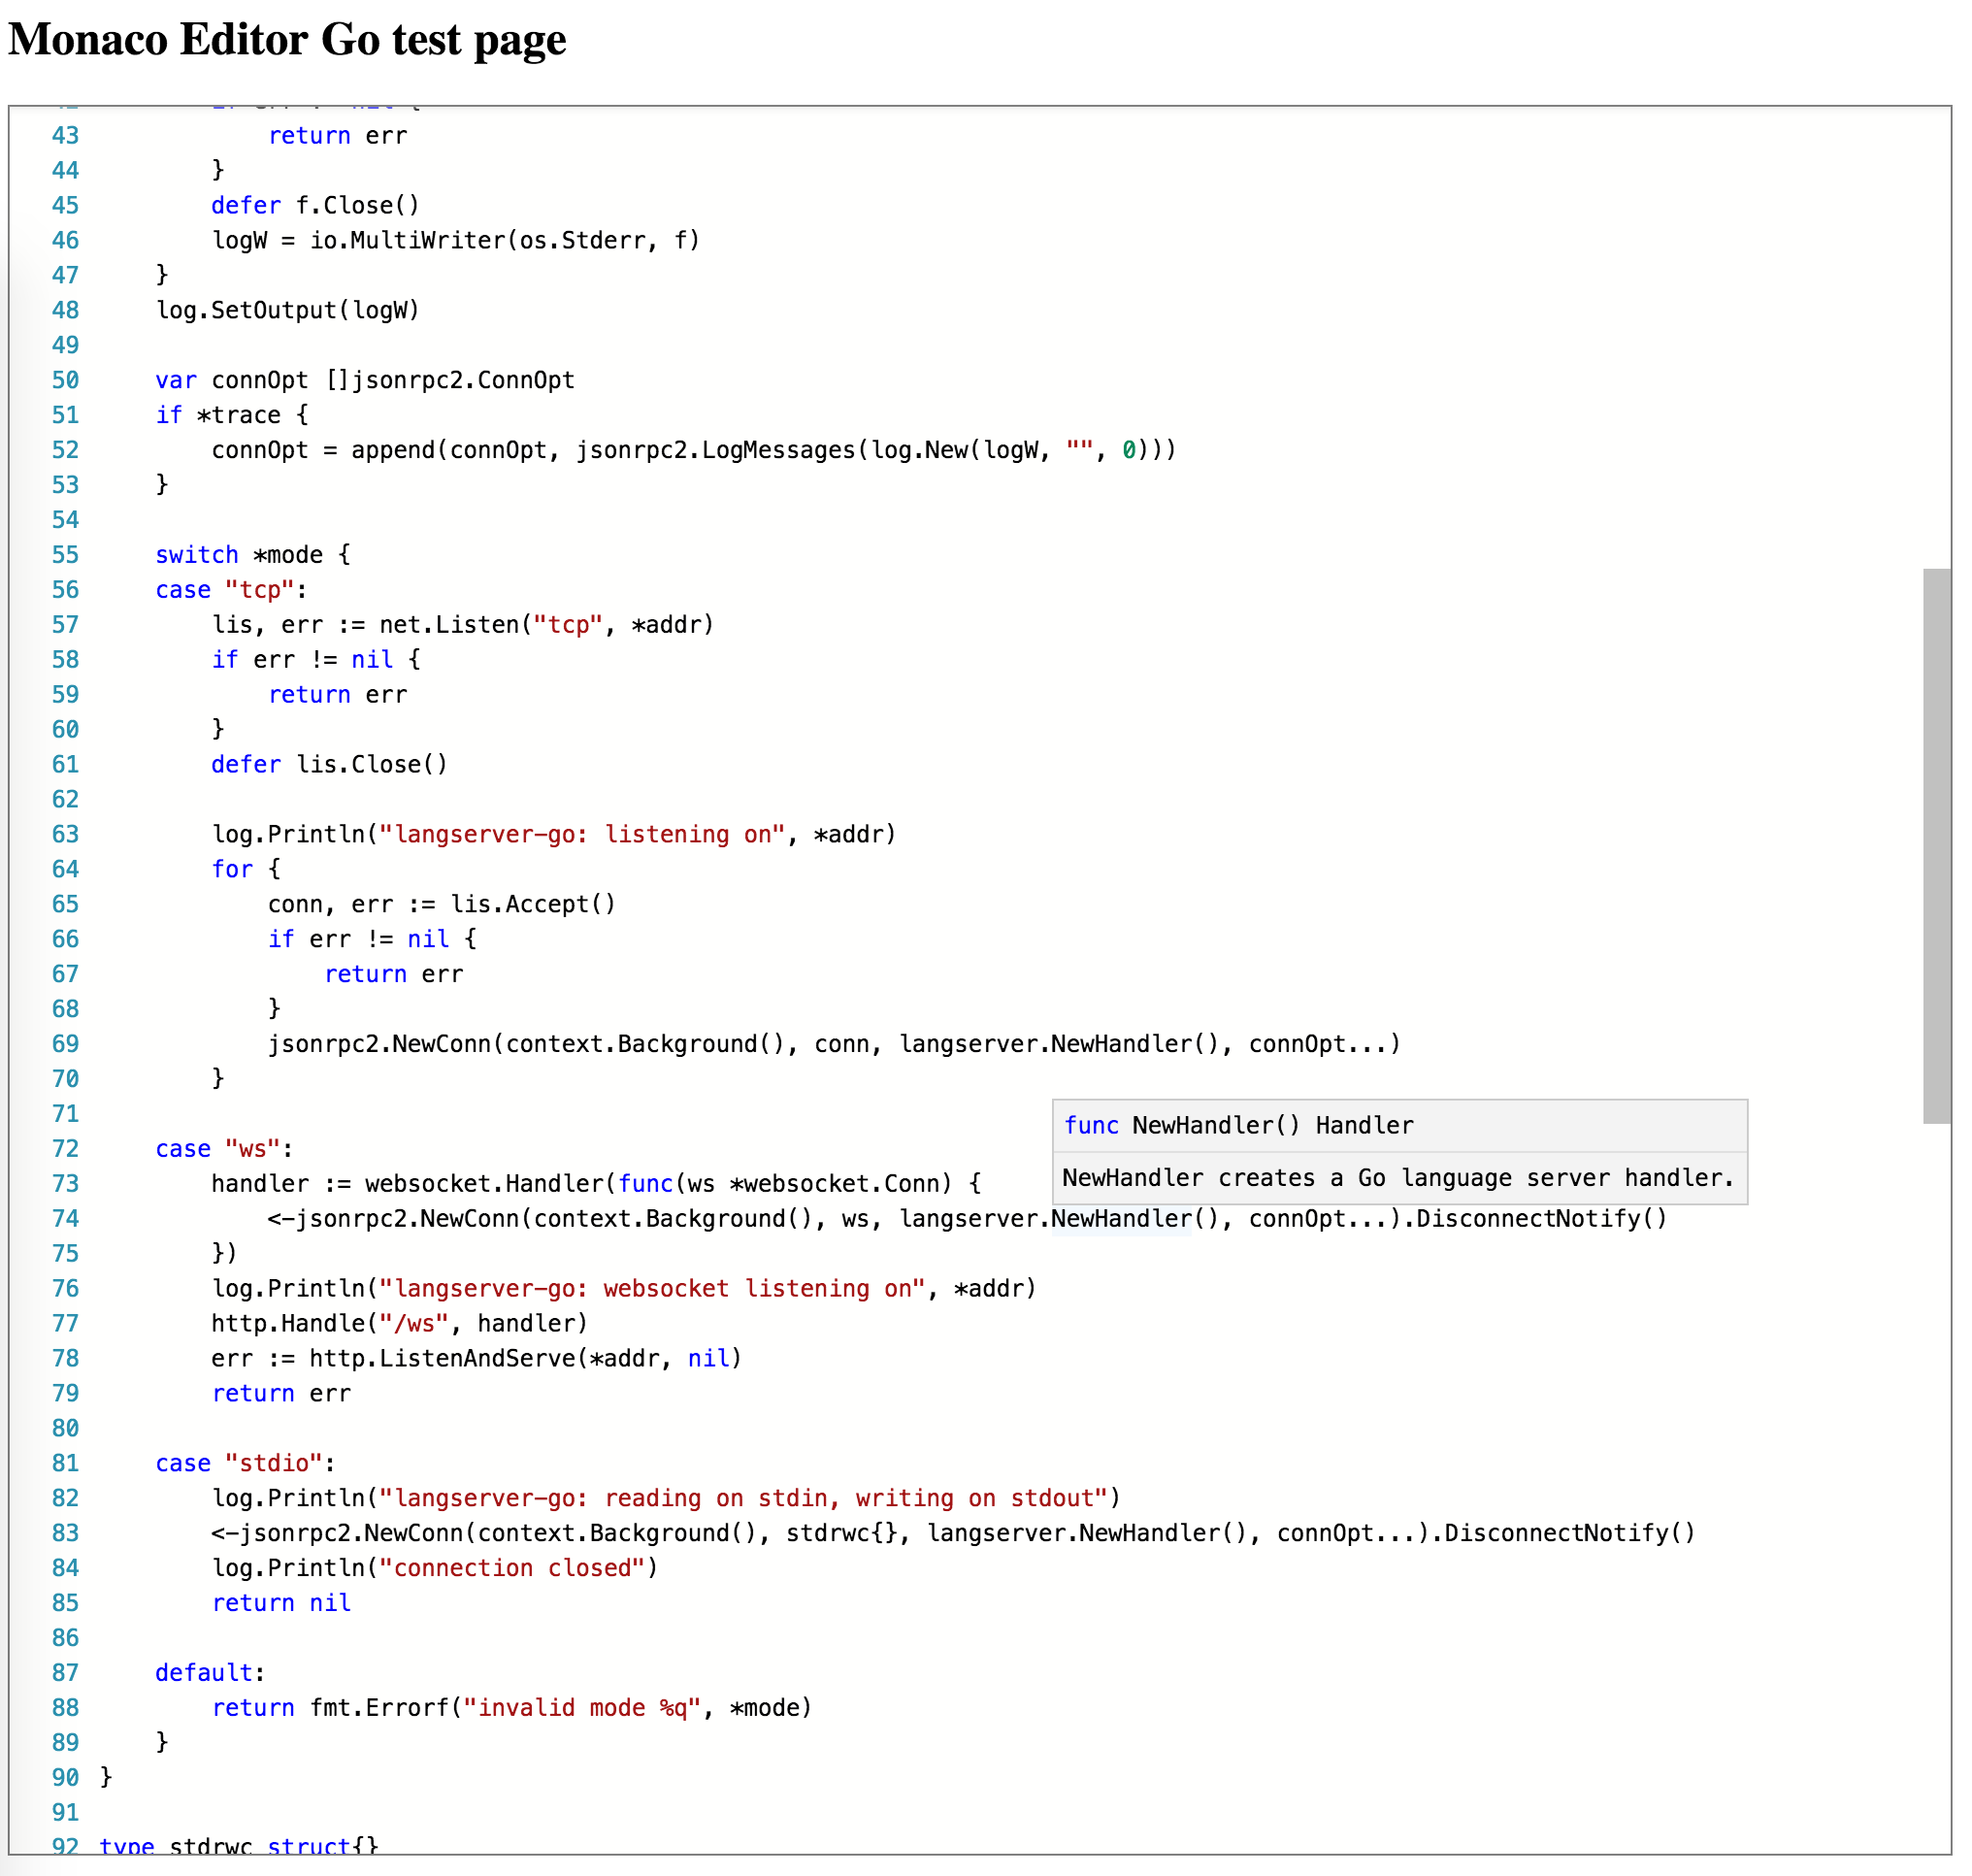 Monaco Editor Go test page
43             return err
44         }
45         defer f.Close()
46         logW = io.MultiWriter(os.Stderr, f)
47     }
48     log.SetOutput(logW)
49
50     var connOpt []jsonrpc2.ConnOpt
51     if *trace {
52         connOpt = append(connOpt, jsonrpc2.LogMessages(log.New(logW, "", 0)))
53     }
54
55     switch *mode {
56     case "tcp":
57         lis, err := net.Listen("tcp", *addr)
58         if err != nil {
59             return err
60         }
61         defer lis.Close()
62
63         log.Println("langserver-go: listening on", *addr)
64         for {
65             conn, err := lis.Accept()
66             if err != nil {
67                 return err
68             }
69             jsonrpc2.NewConn(context.Background(), conn, langserver.NewHandler(), connOpt...)
70         }
71
func NewHandler() Handler
72     case "ws":
NewHandler creates a Go language server handler.
73         handler := websocket.Handler(func(ws *websocket.Conn) {
74             <-jsonrpc2.NewConn(context.Background(), ws, langserver.NewHandler(), connOpt...).DisconnectNotify()
75         })
76         log.Println("langserver-go: websocket listening on", *addr)
77         http.Handle("/ws", handler)
78         err := http.ListenAndServe(*addr, nil)
79         return err
80
81     case "stdio":
82         log.Println("langserver-go: reading on stdin, writing on stdout")
83         <-jsonrpc2.NewConn(context.Background(), stdrwc{}, langserver.NewHandler(), connOpt...).DisconnectNotify()
84         log.Println("connection closed")
85         return nil
86
87     default:
88         return fmt.Errorf("invalid mode %q", *mode)
89     }
90 }
91
92 type stdrwc struct{}